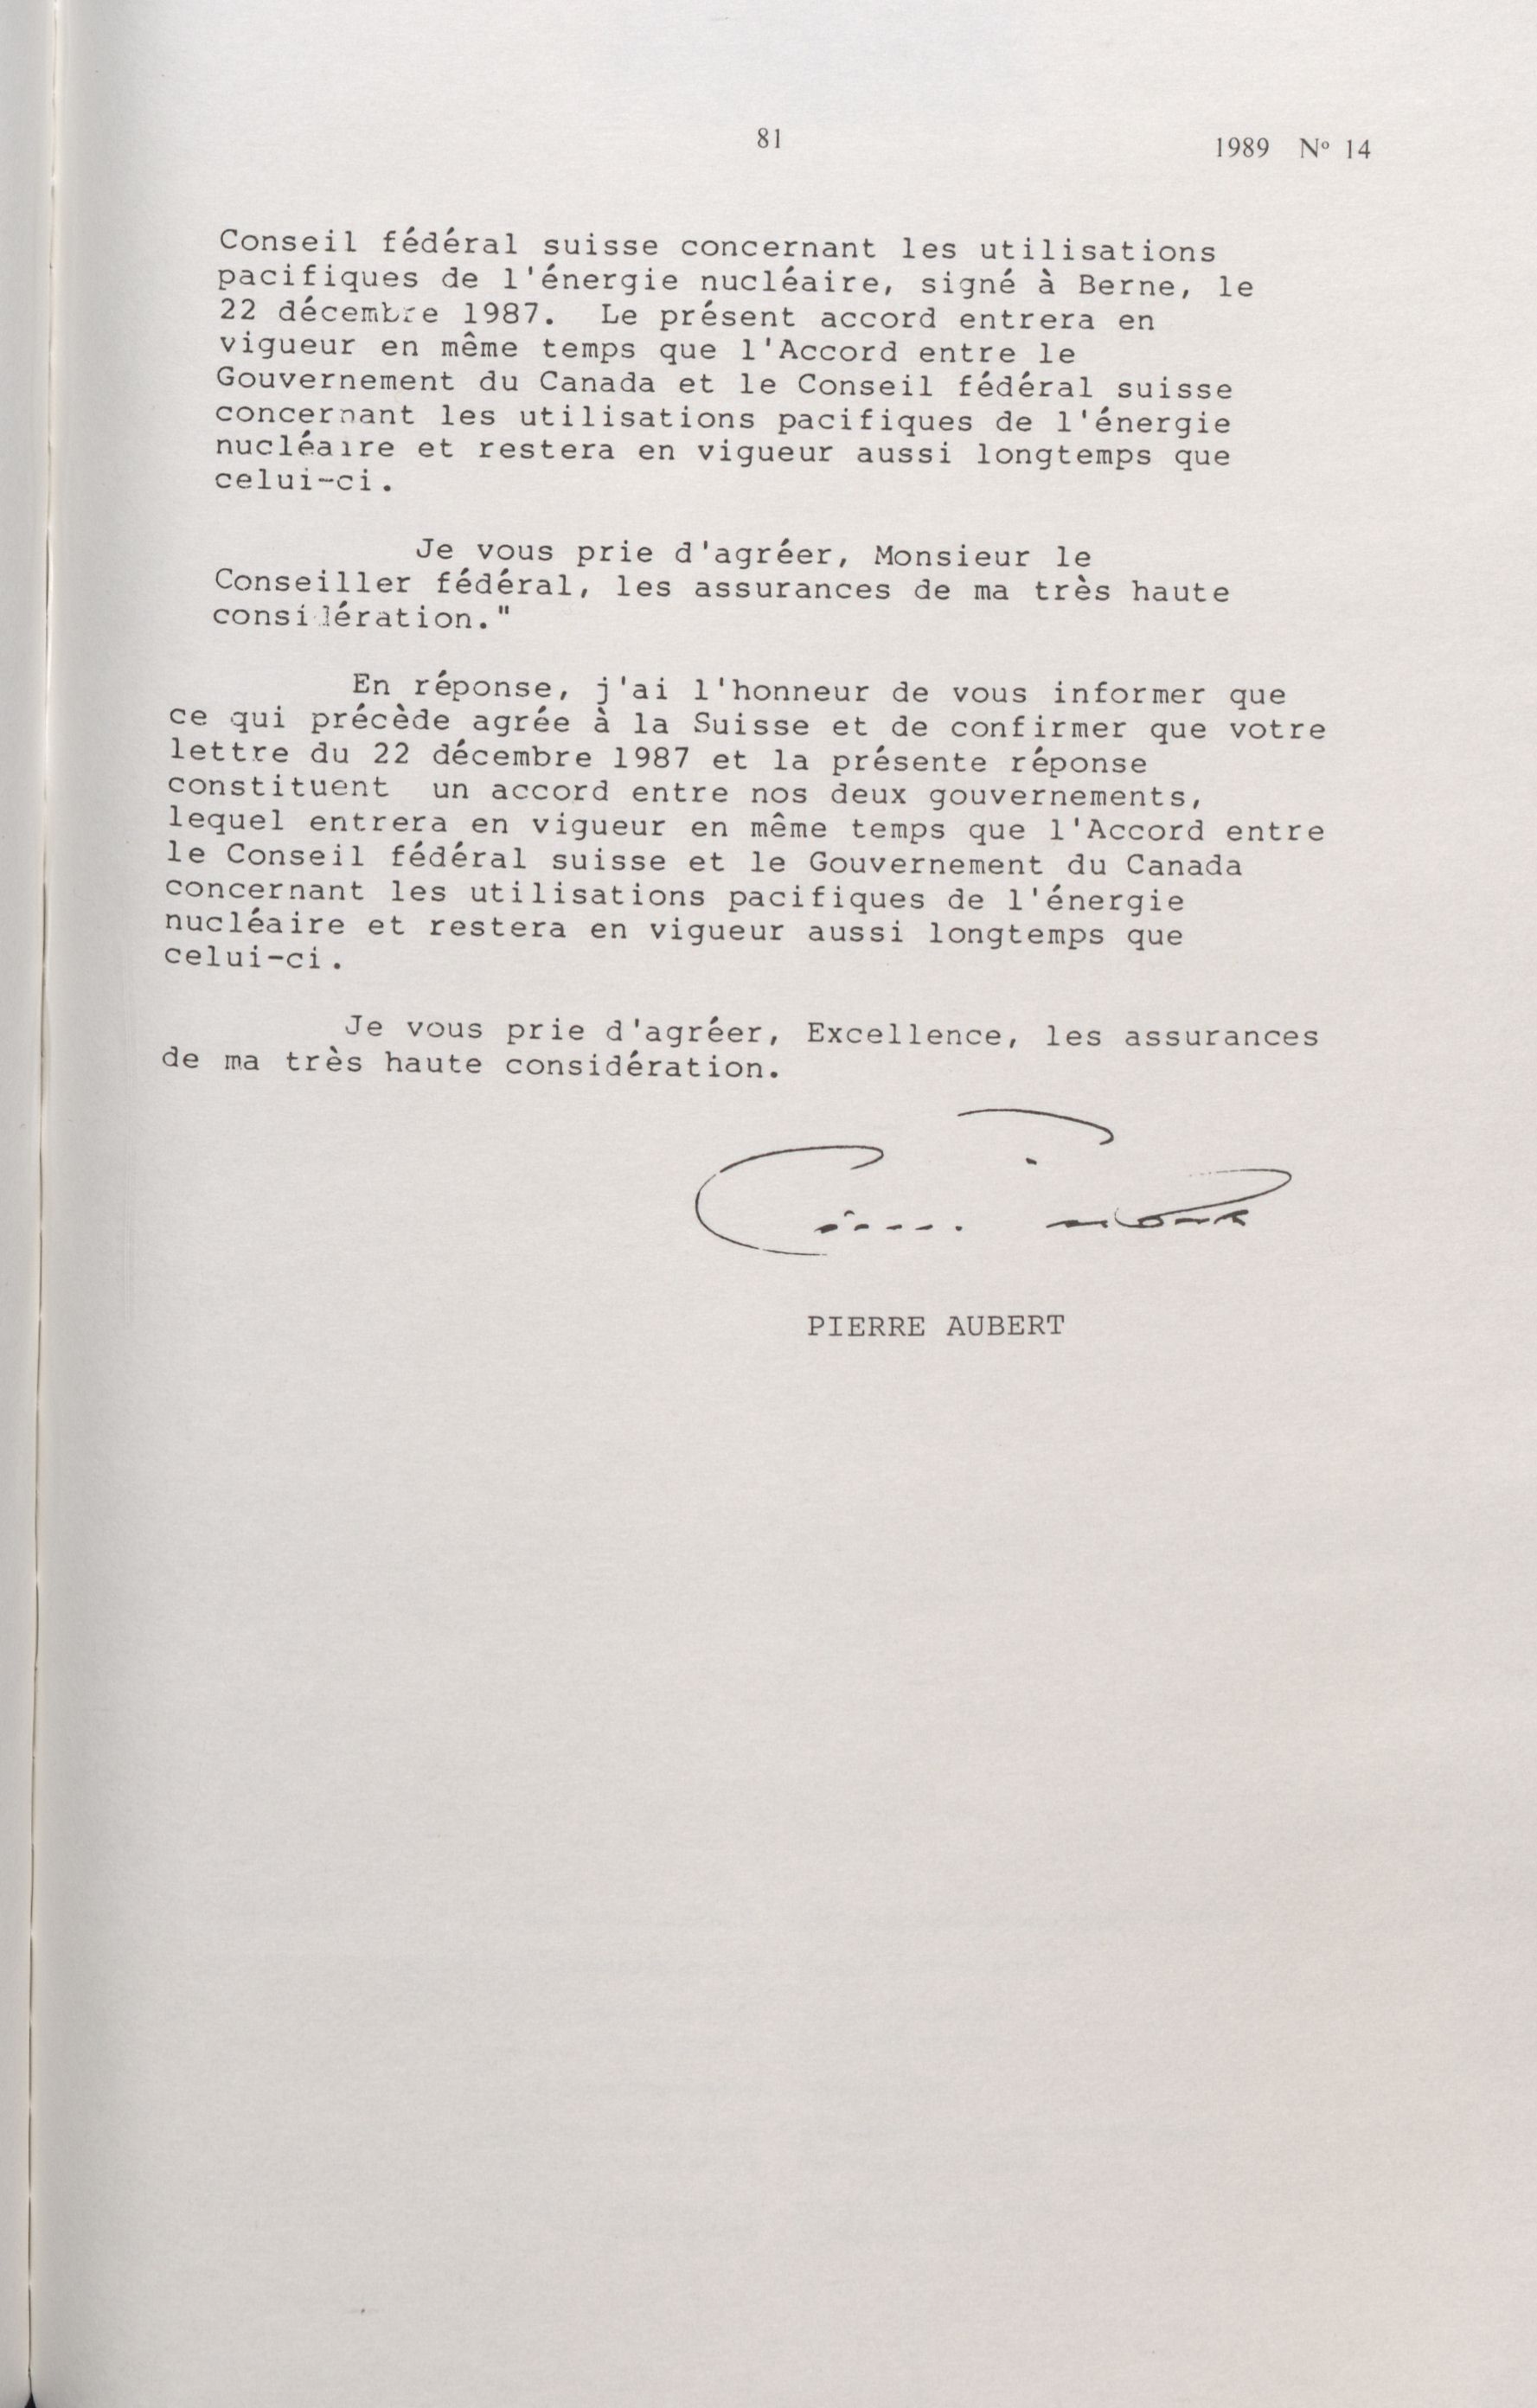 81
1989 Nº 14
Conseil fédéral suisse concernant les utilisations
pacifiques de l'énergie nucléaire, signé à Berne, le
22 décembre 1987. Le présent accord entrera en
vigueur en même temps que l'Accord entre le
Gouvernement du Canada et le Conseil fédéral suisse
concernant les utilisations pacifiques de l'énergie
nucléaire et restera en vigueur aussi longtemps que
celui-ci.
Je vous prie d'agréer, Monsieur le
Conseiller fédéral, les assurances de ma très haute
considération."
En réponse, j'ai l'honneur de vous informer que
ce qui précède agrée à la Suisse et de confirmer que votre
lettre du 22 décembre 1987 et la présente réponse
constituent un accord entre nos deux gouvernements,
lequel entrera en vigueur en même temps que l'Accord entre
le Conseil fédéral suisse et le Gouvernement du Canada
concernant les utilisations pacifiques de l'énergie
nucléaire et restera en vigueur aussi longtemps que
celui-ci.
Je vous prie d'agréer, Excellence, les assurances
de ma très haute considération.
PIERRE AUBERT